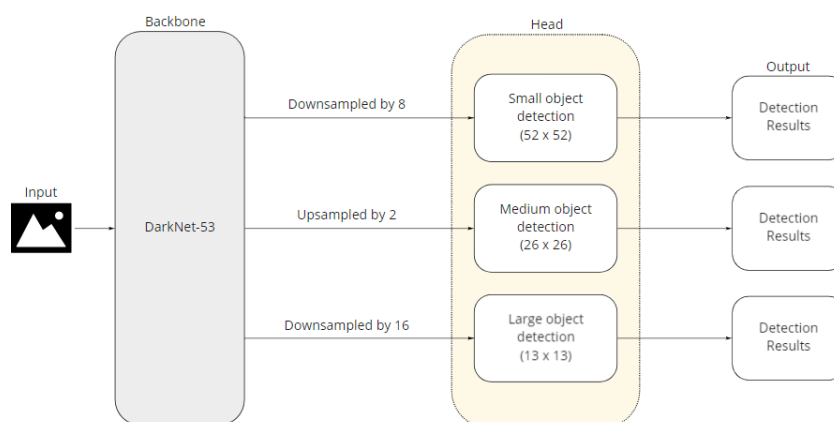 Backbone
Head
Output
Input
DarkNet-53
Downsampled by 8
Small object
detection
(52 x 52)
Detection
Results
Upsampled by 2
Medium object
detection
(26 x 26)
Detection
Results
Downsampled by 16
Large object
detection
(13 x 13)
Detection
Results